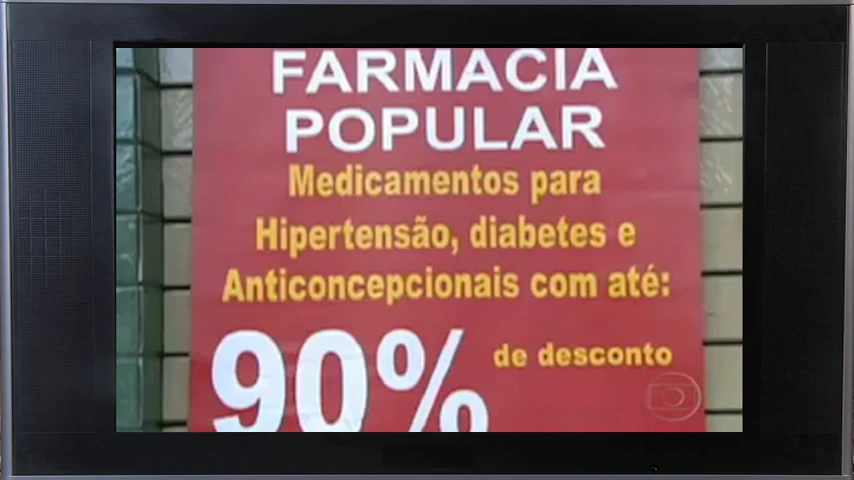 FARMACIA
POPULAR
Medicamentos para
Hipertensão, diabetes e
Anticoncepcionais com até:
90% de desconto